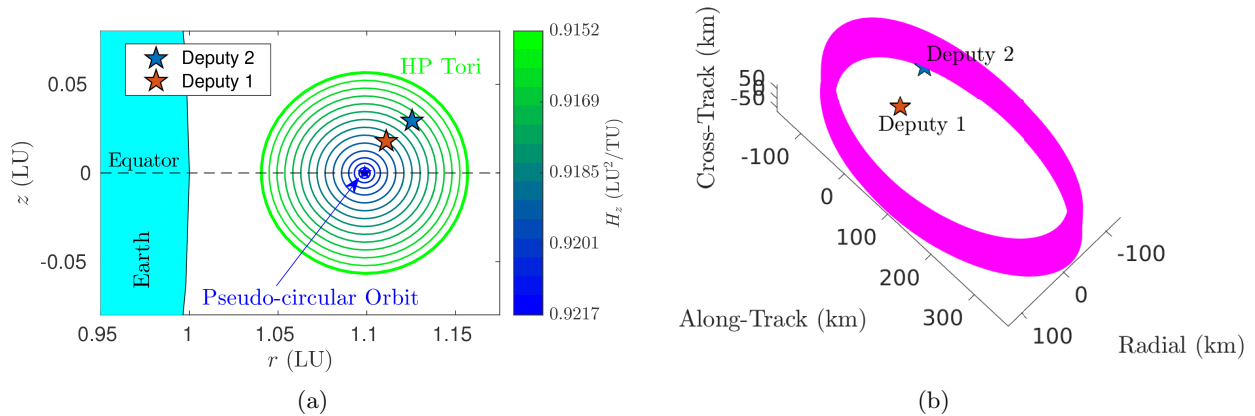 Deputy 2
Deputy 1
HP Tori
Equator
Earth
Pseudo-circular Orbit
0.05
0
-0.05
z (LU)
0.95
1
1.05
1.1
1.15
r (LU)
0.9152
0.9169
0.9185
0.9201
0.9217
H_z (LU²/TU)
(a)
Deputy 2
Deputy 1
Cross-Track (km)
50
0
-50
-100
0
100
200
300
Along-Track (km)
-100
0
100
Radial (km)
(b)